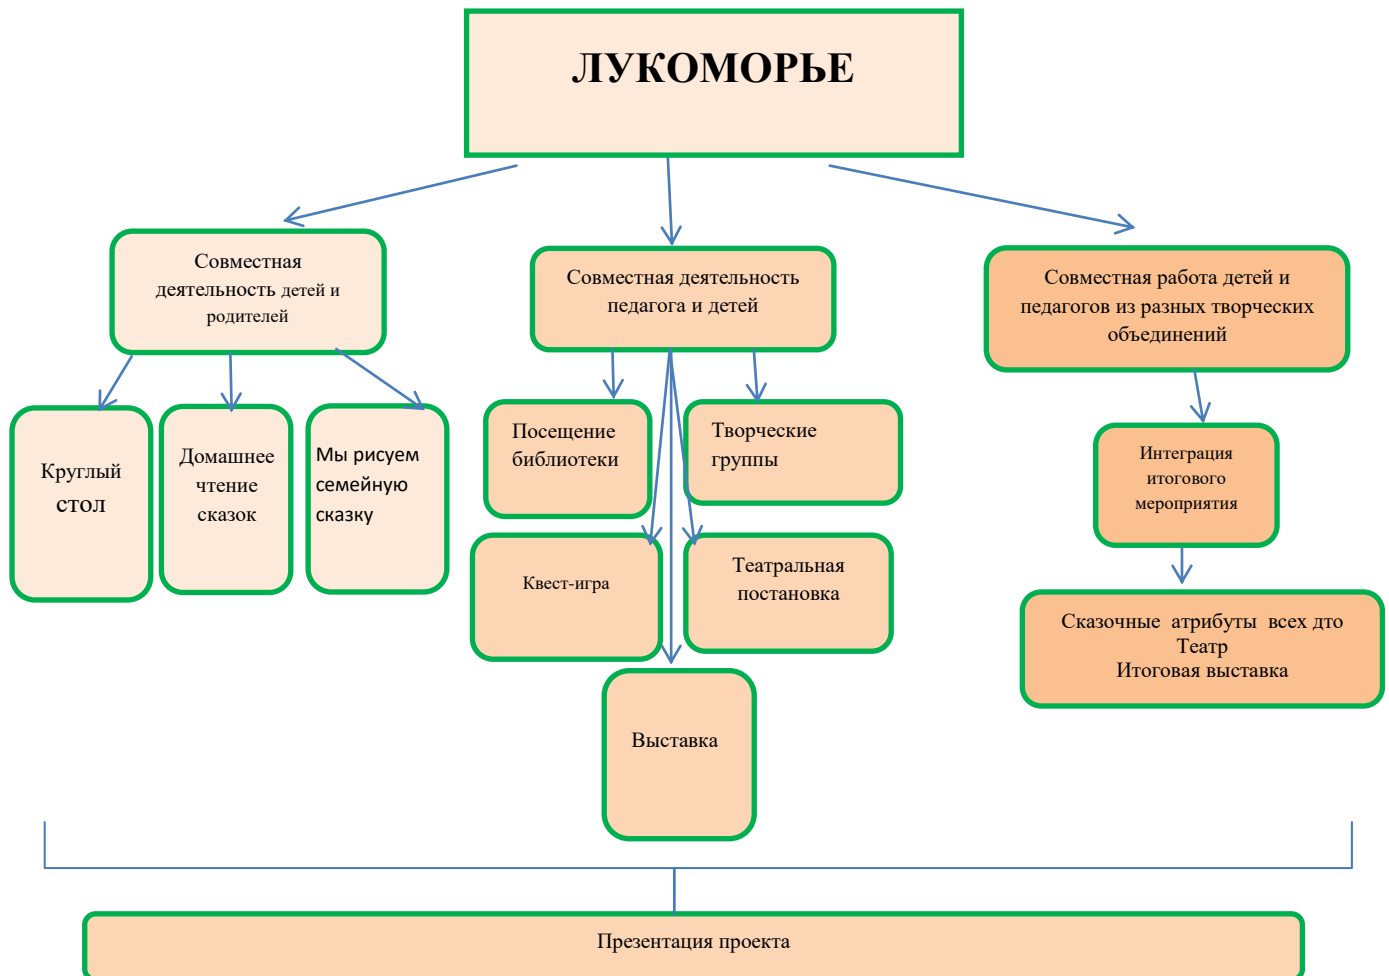 ЛУКОМОРЬЕ
Совместная
деятельность детей и
родителей
Совместная деятельность
педагога и детей
Совместная работа детей и
педагогов из разных творческих
объединений
Круглый
стол
Домашнее
чтение
сказок
Мы рисуем
семейную
сказку
Посещение
библиотеки
Творческие
группы
Квест-игра
Театральная
постановка
Выставка
Интеграция
итогового
мероприятия
Сказочные атрибуты всех дто
Театр
Итоговая выставка
Презентация проекта